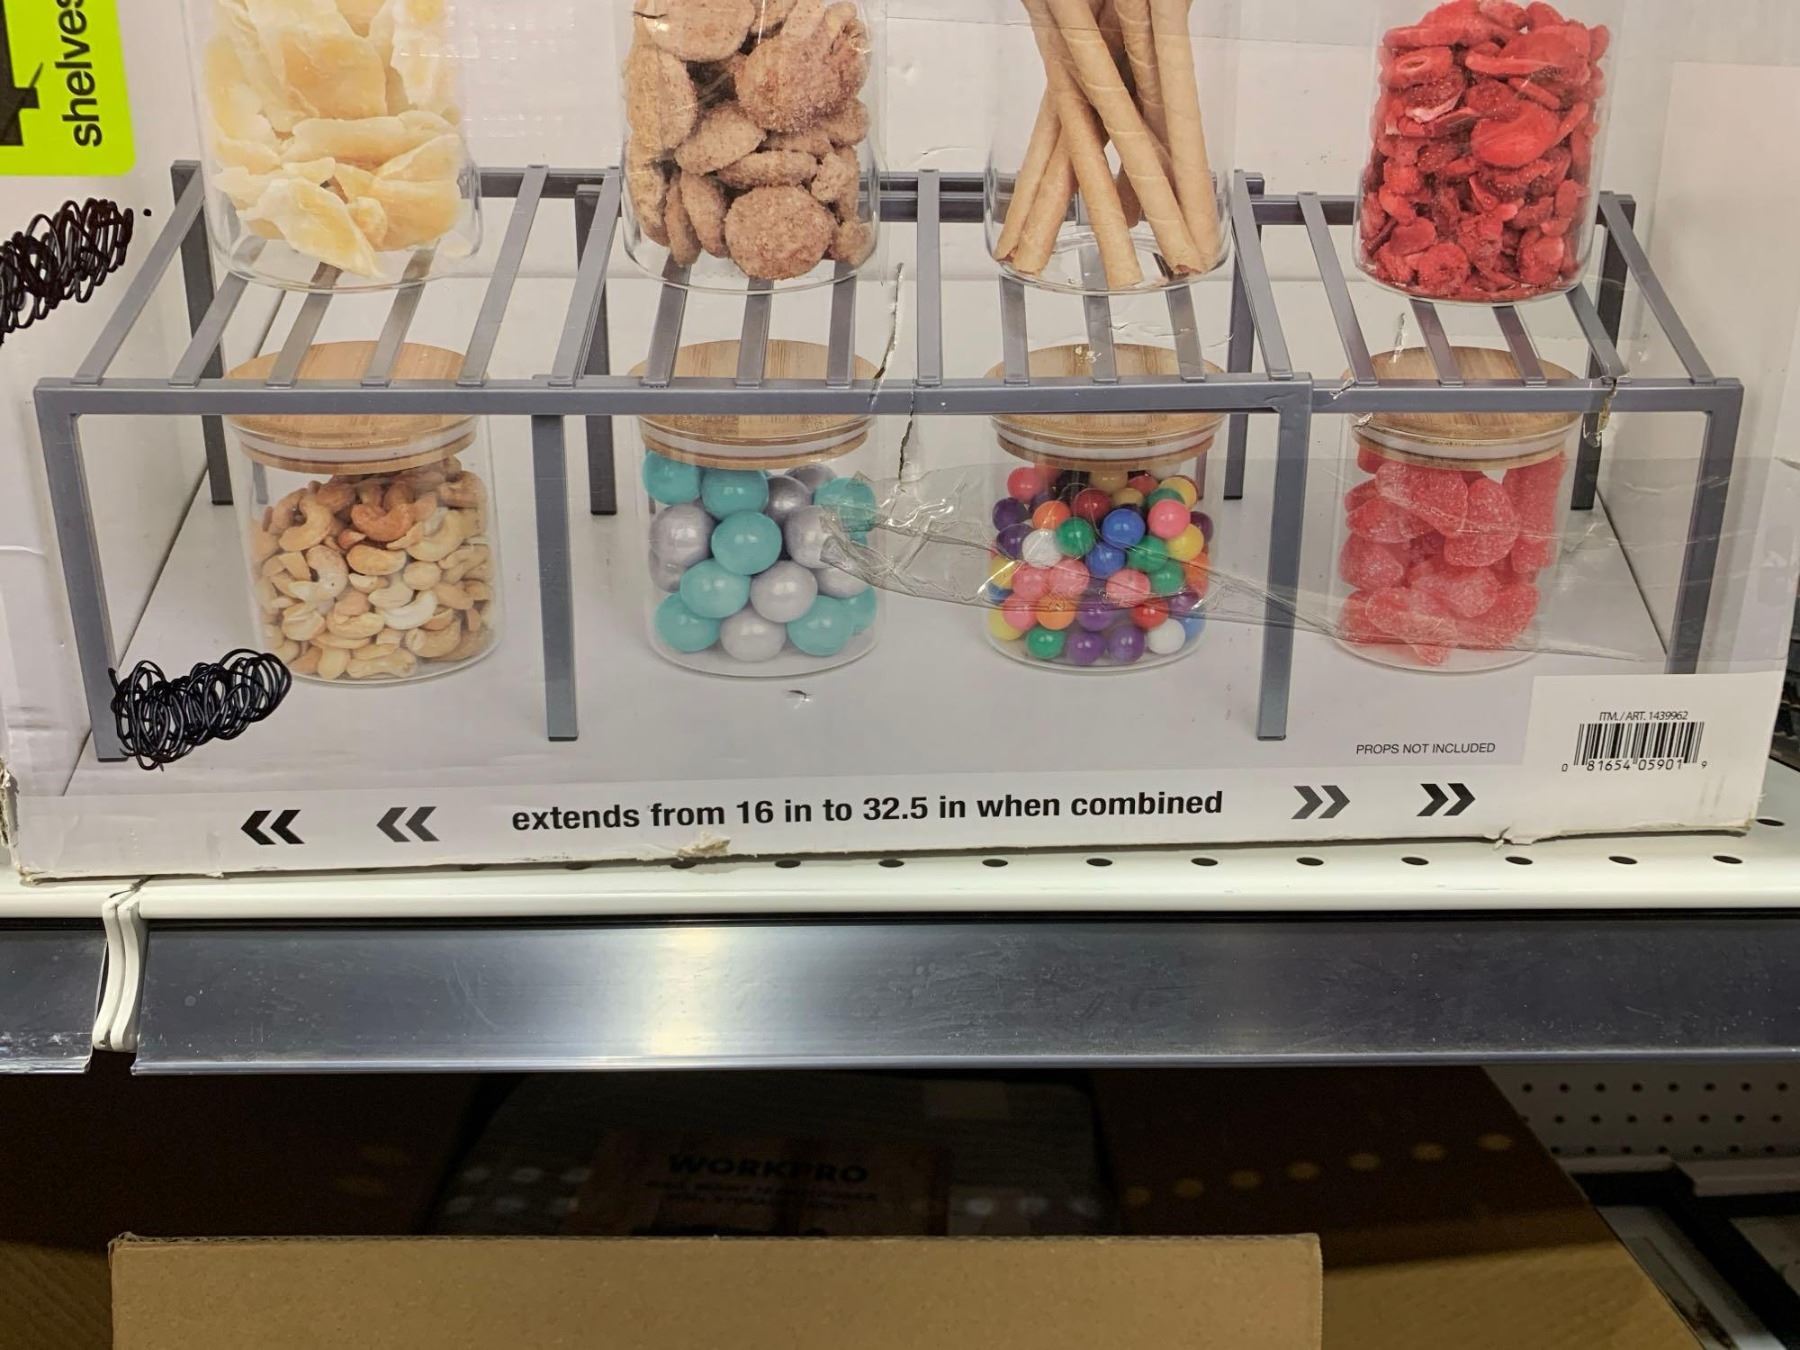 shelves
ITM./ART. 1439962
0 81654 05901 9
PROPS NOT INCLUDED
extends from 16 in to 32.5 in when combined
WORKPRO